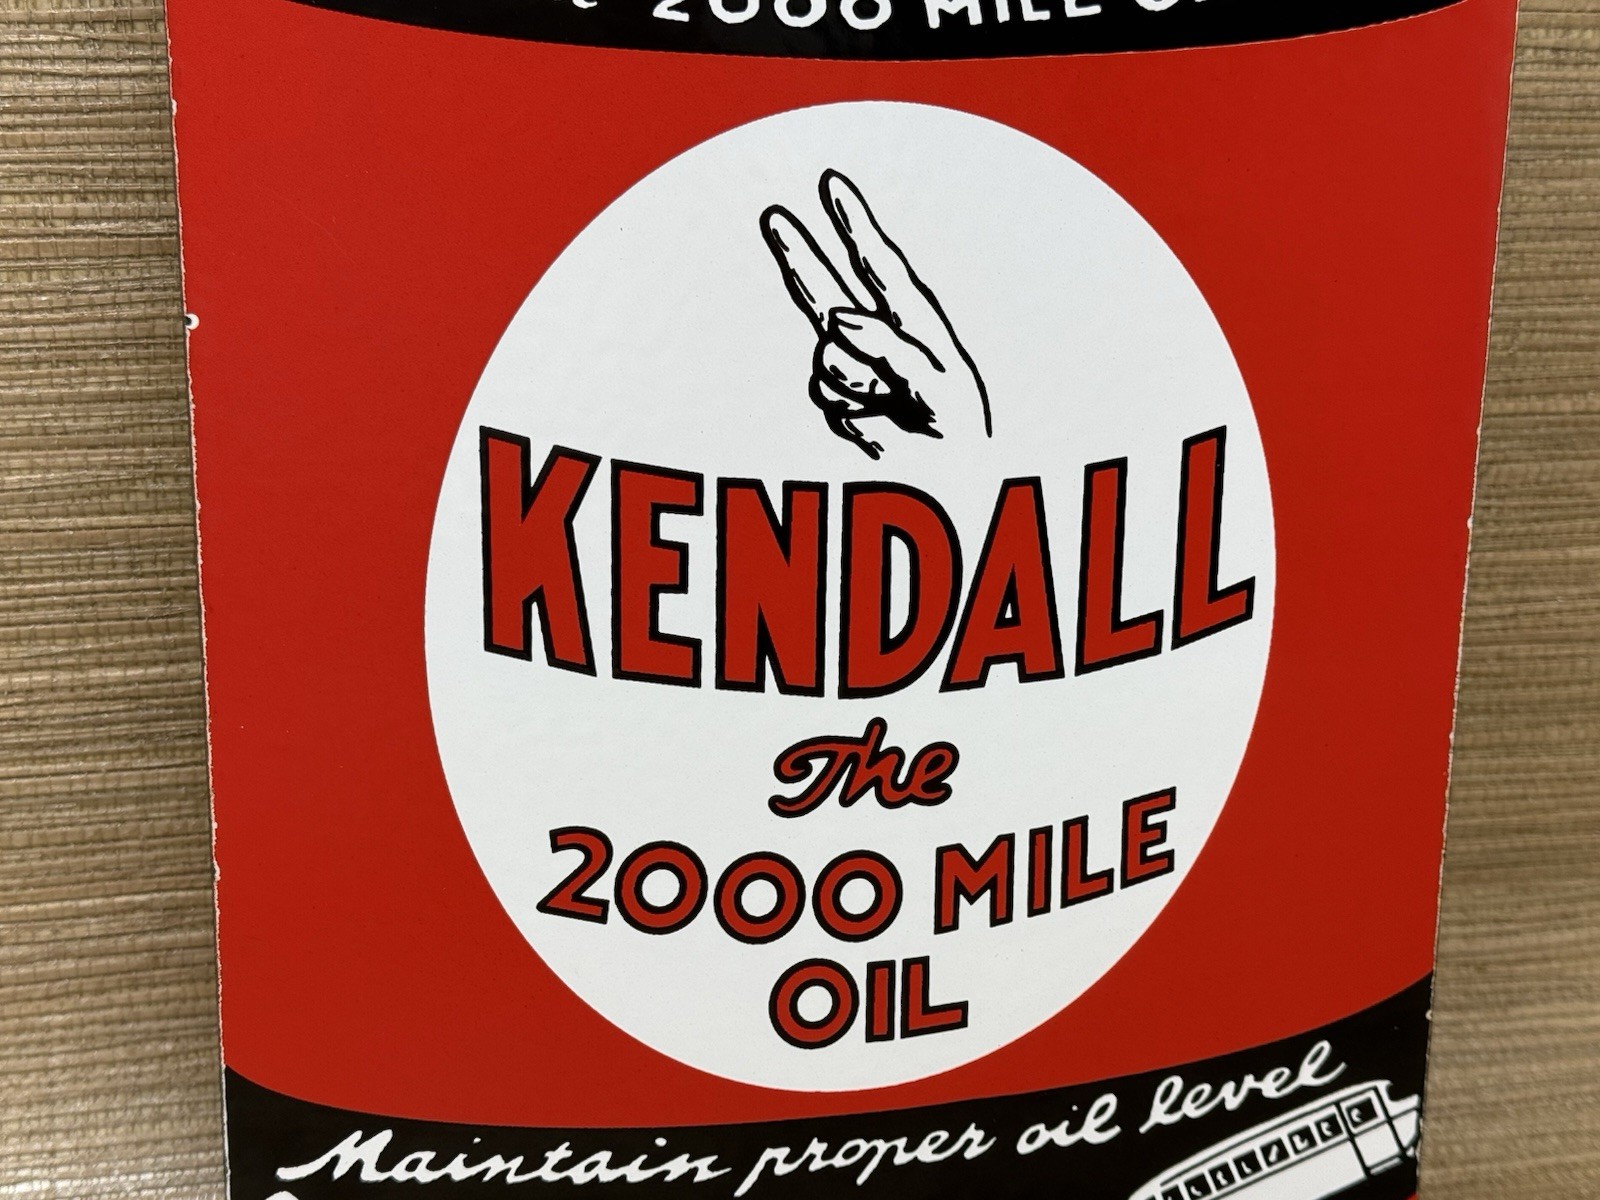 2000 MILE
KENDALL
The
2000 MILE
OIL
Maintain proper oil level